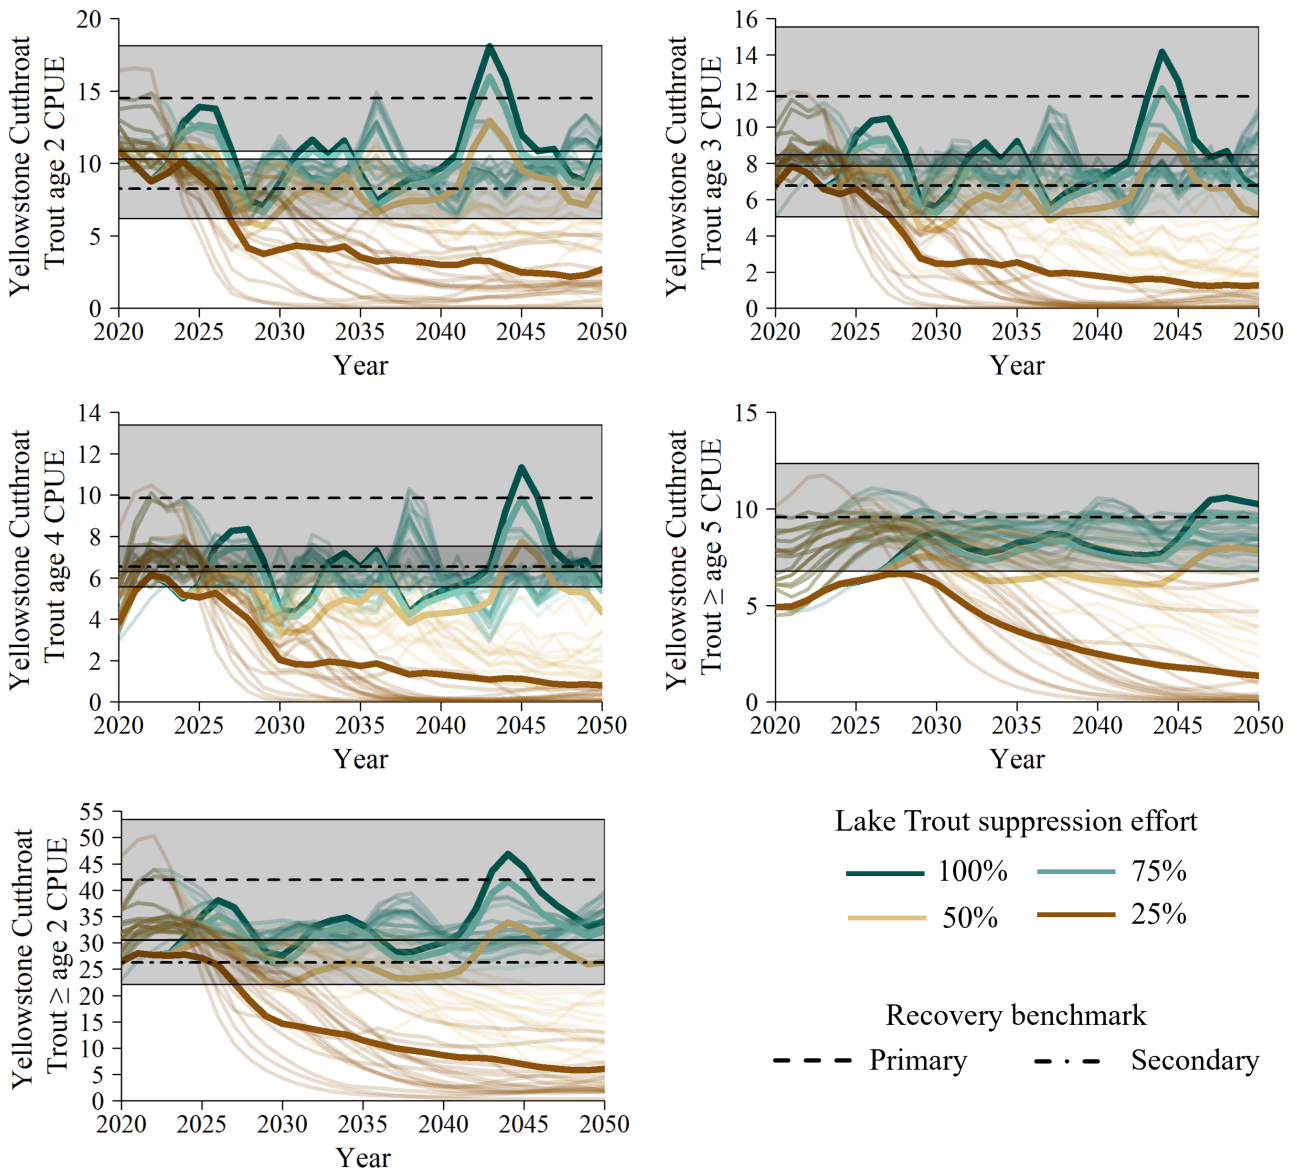 Yellowstone Cutthroat
Trout age 2 CPUE
20
15
10
5
0
2020 2025 2030 2035 2040 2045 2050
Year
Yellowstone Cutthroat
Trout age 3 CPUE
16
14
12
10
8
6
4
2
0
2020 2025 2030 2035 2040 2045 2050
Year
Yellowstone Cutthroat
Trout age 4 CPUE
14
12
10
8
6
4
2
0
2020 2025 2030 2035 2040 2045 2050
Year
Yellowstone Cutthroat
Trout ≥ age 5 CPUE
15
10
5
0
2020 2025 2030 2035 2040 2045 2050
Year
Yellowstone Cutthroat
Trout ≥ age 2 CPUE
55
50
45
40
35
30
25
20
15
10
5
0
2020 2025 2030 2035 2040 2045 2050
Year
Lake Trout suppression effort
100% 75%
50% 25%
Recovery benchmark
Primary Secondary